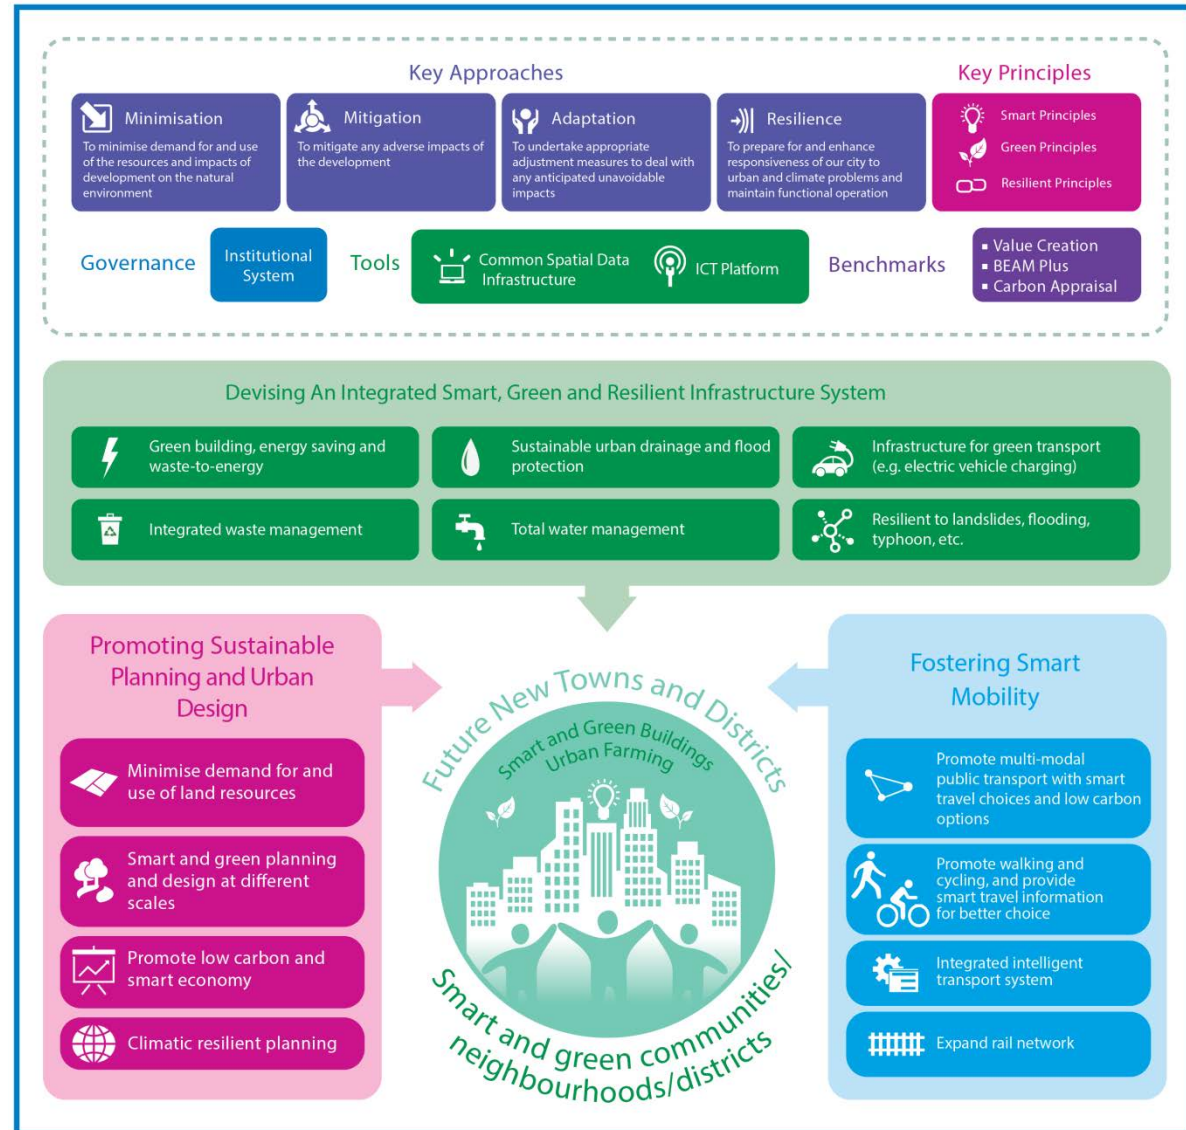 Key Approaches
Key Principles
Minimisation
To minimise demand for and use
of the resources and impacts of
development on the natural
environment
Mitigation
To mitigate any adverse impacts of
the development
Adaptation
To undertake appropriate
adjustment measures to deal with
any anticipated unavoidable
impacts
Resilience
To prepare for and enhance
responsiveness of our city to
urban and climate problems and
maintain functional operation
Smart Principles
Green Principles
Resilient Principles
Governance
Institutional
System
Tools
Common Spatial Data
Infrastructure
ICT Platform
Benchmarks
▪ Value Creation
▪ BEAM Plus
▪ Carbon Appraisal
Devising An Integrated Smart, Green and Resilient Infrastructure System
Green building, energy saving and
waste-to-energy
Sustainable urban drainage and flood
protection
Infrastructure for green transport
(e.g. electric vehicle charging)
Integrated waste management
Total water management
Resilient to landslides, flooding,
typhoon, etc.
Promoting Sustainable
Planning and Urban
Design
Minimise demand for and
use of land resources
Smart and green planning
and design at different
scales
Promote low carbon and
smart economy
Climatic resilient planning
Future New Towns and Districts
Smart and Green Buildings
Urban Farming
Smart and green communities/
neighbourhoods/districts
Fostering Smart
Mobility
Promote multi-modal
public transport with smart
travel choices and low carbon
options
Promote walking and
cycling, and provide
smart travel information
for better choice
Integrated intelligent
transport system
Expand rail network